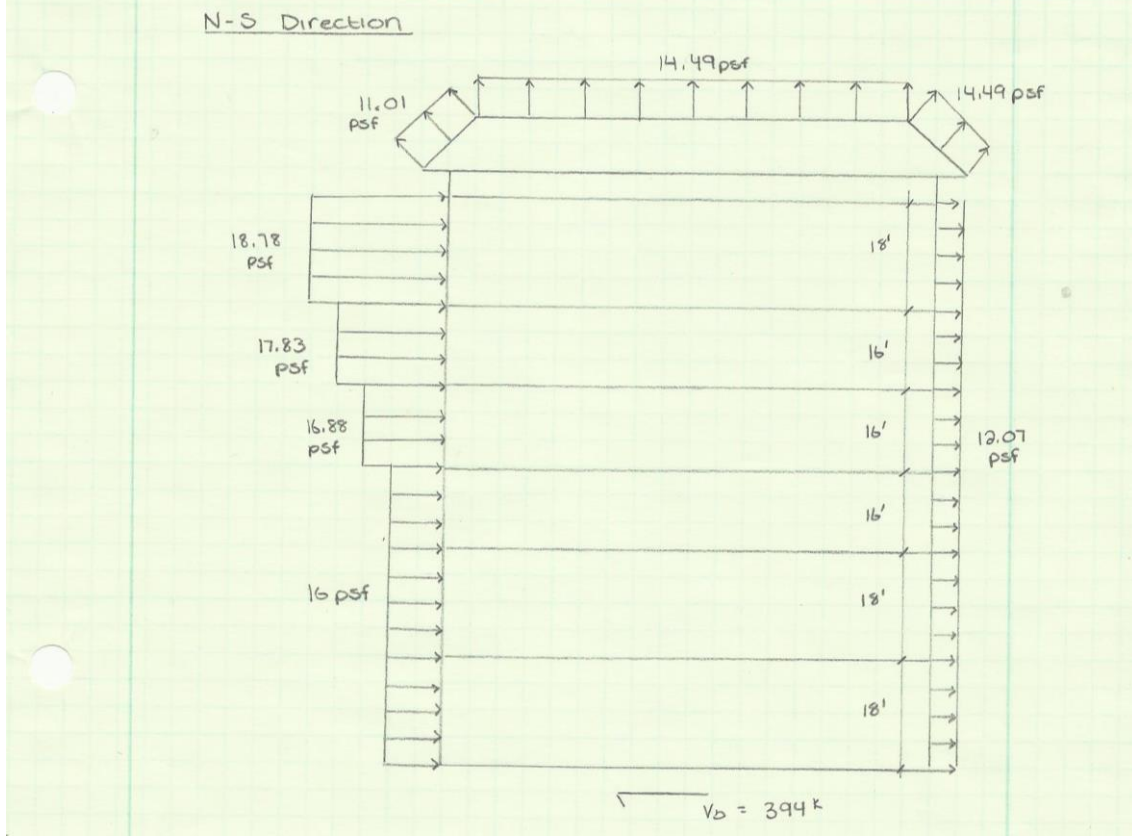 N-S Direction
14.49 psf
11.01
psf
14.49 psf
18.78
psf
18'
17.83
psf
16'
16.88
psf
16'
12.07
psf
16'
16 psf
18'
18'
Vb = 394 k